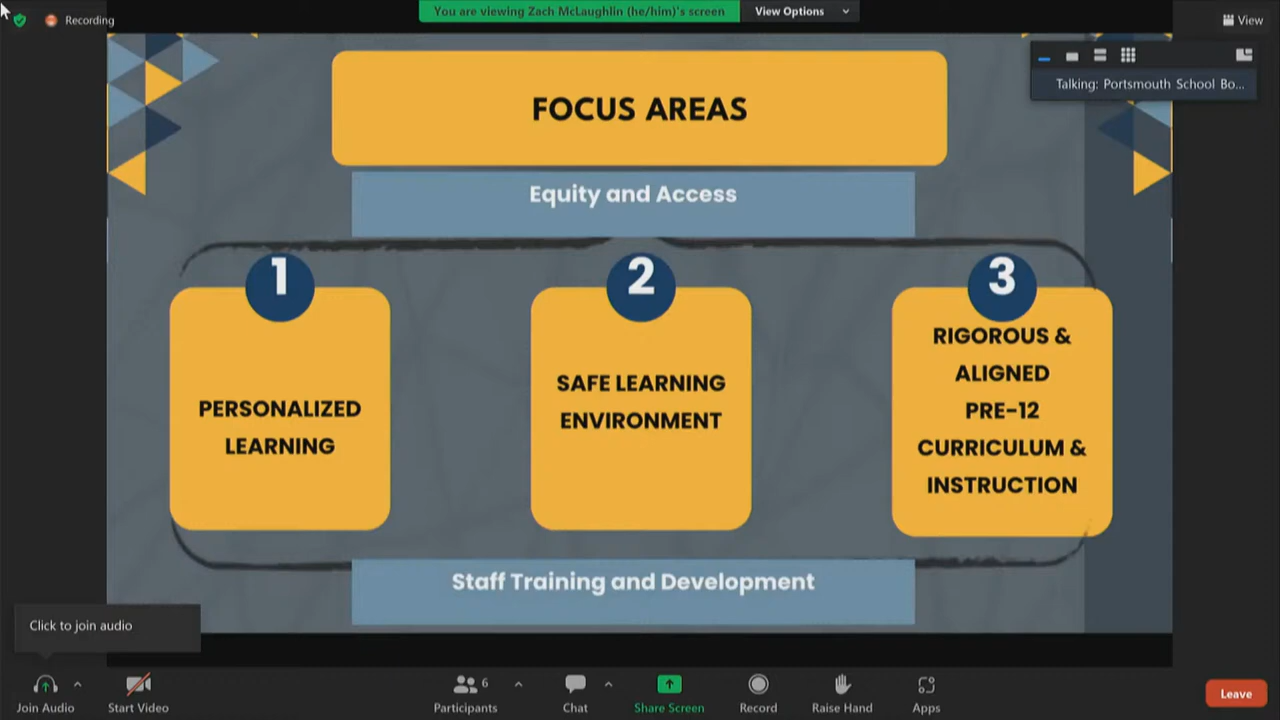 Recording
You are viewing Zach McLaughlin (he/him)'s screen
View Options
View
Talking: Portsmouth School Bo...
FOCUS AREAS
Equity and Access
1
PERSONALIZED
LEARNING
2
SAFE LEARNING
ENVIRONMENT
3
RIGOROUS &
ALIGNED
PRE-12
CURRICULUM &
INSTRUCTION
Staff Training and Development
Click to join audio
Join Audio
Start Video
Participants
6
Chat
Share Screen
Record
Raise Hand
Apps
Leave